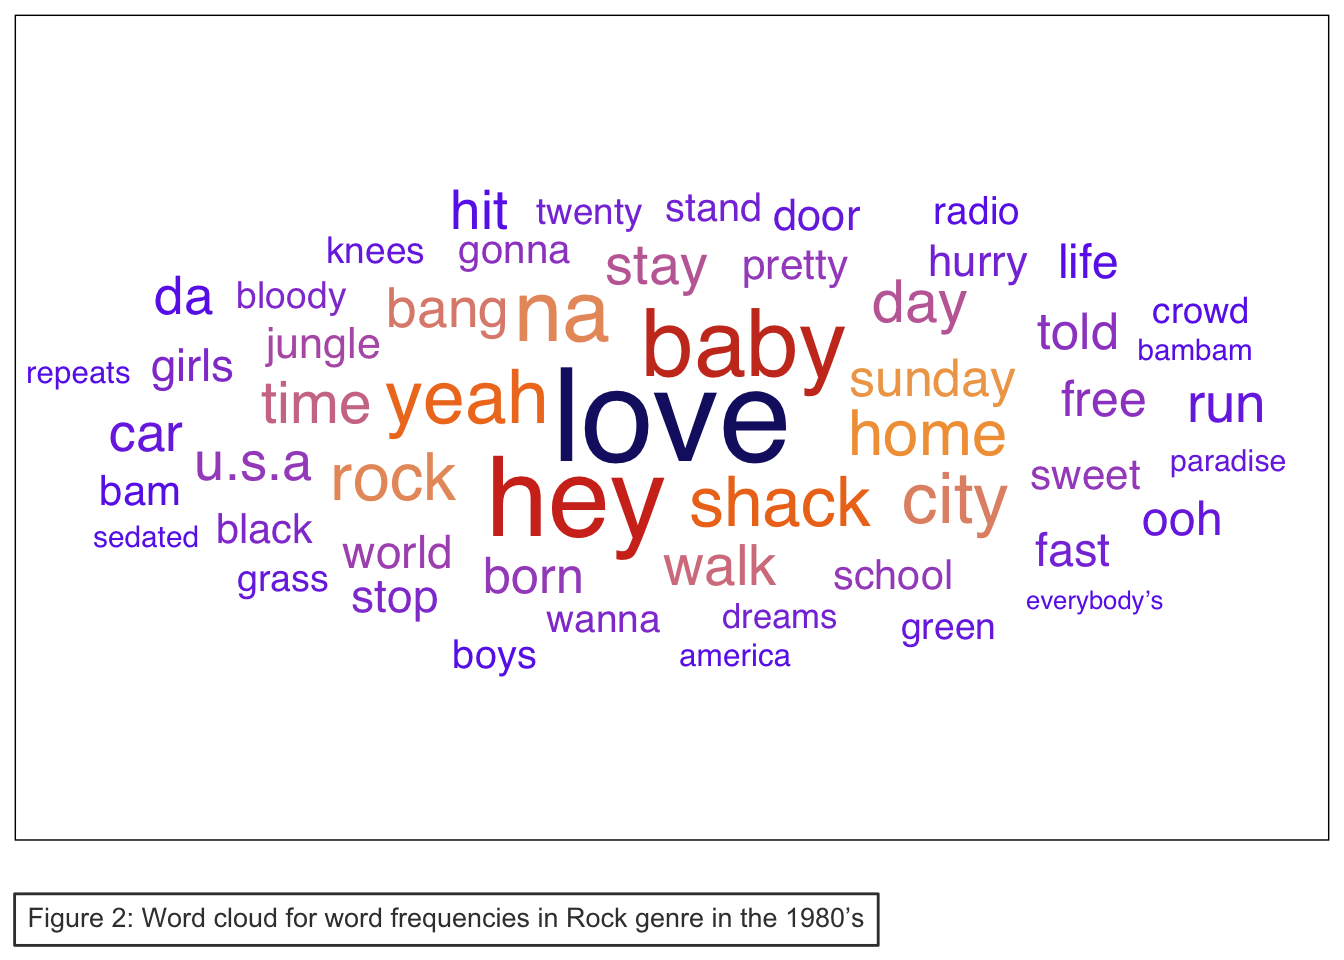 hit twenty stand door radio
knees gonna stay pretty hurry life
da bloody bang na baby day told crowd
repeats girls jungle bambam
time yeah love sunday free run
car u.s.a rock hey shack home city sweet paradise
bam ooh
sedated black world walk fast
grass stop born school everybody’s
wanna dreams green
boys america
Figure 2: Word cloud for word frequencies in Rock genre in the 1980’s